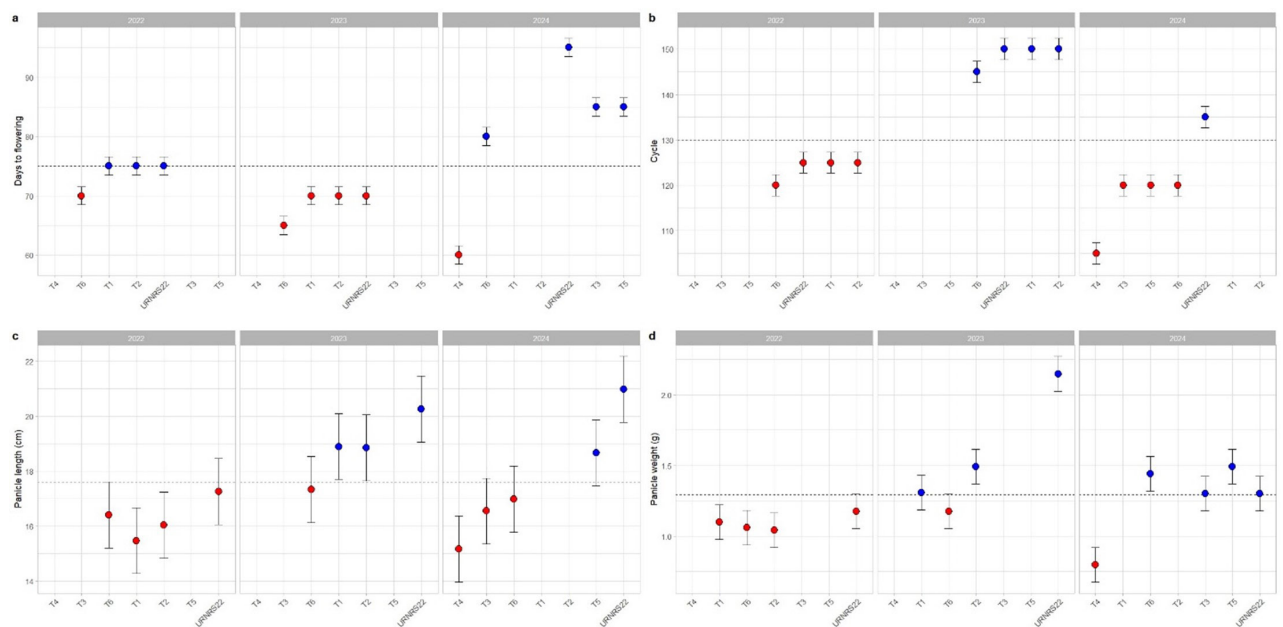 a
2022
2023
2024
Days to flowering
90
80
70
60
T4
T6
T1
T2
URNRS22
T3
T5
T4
T6
T1
T2
URNRS22
T3
T5
T4
T6
T1
T2
URNRS22
T3
T5
b
2022
2023
2024
Cycle
150
140
130
120
110
T4
T3
T5
T6
URNRS22
T1
T2
T4
T3
T5
T6
URNRS22
T1
T2
T4
T3
T5
T6
URNRS22
T1
T2
c
2022
2023
2024
Panicle length (cm)
22
20
18
16
14
T4
T3
T6
T1
T2
T5
URNRS22
T4
T3
T6
T1
T2
T5
URNRS22
T4
T3
T6
T1
T2
T5
URNRS22
d
2022
2023
2024
Panicle weight (g)
2.0
1.5
1.0
T4
T1
T6
T2
T3
T5
URNRS22
T4
T1
T6
T2
T3
T5
URNRS22
T4
T1
T6
T2
T3
T5
URNRS22